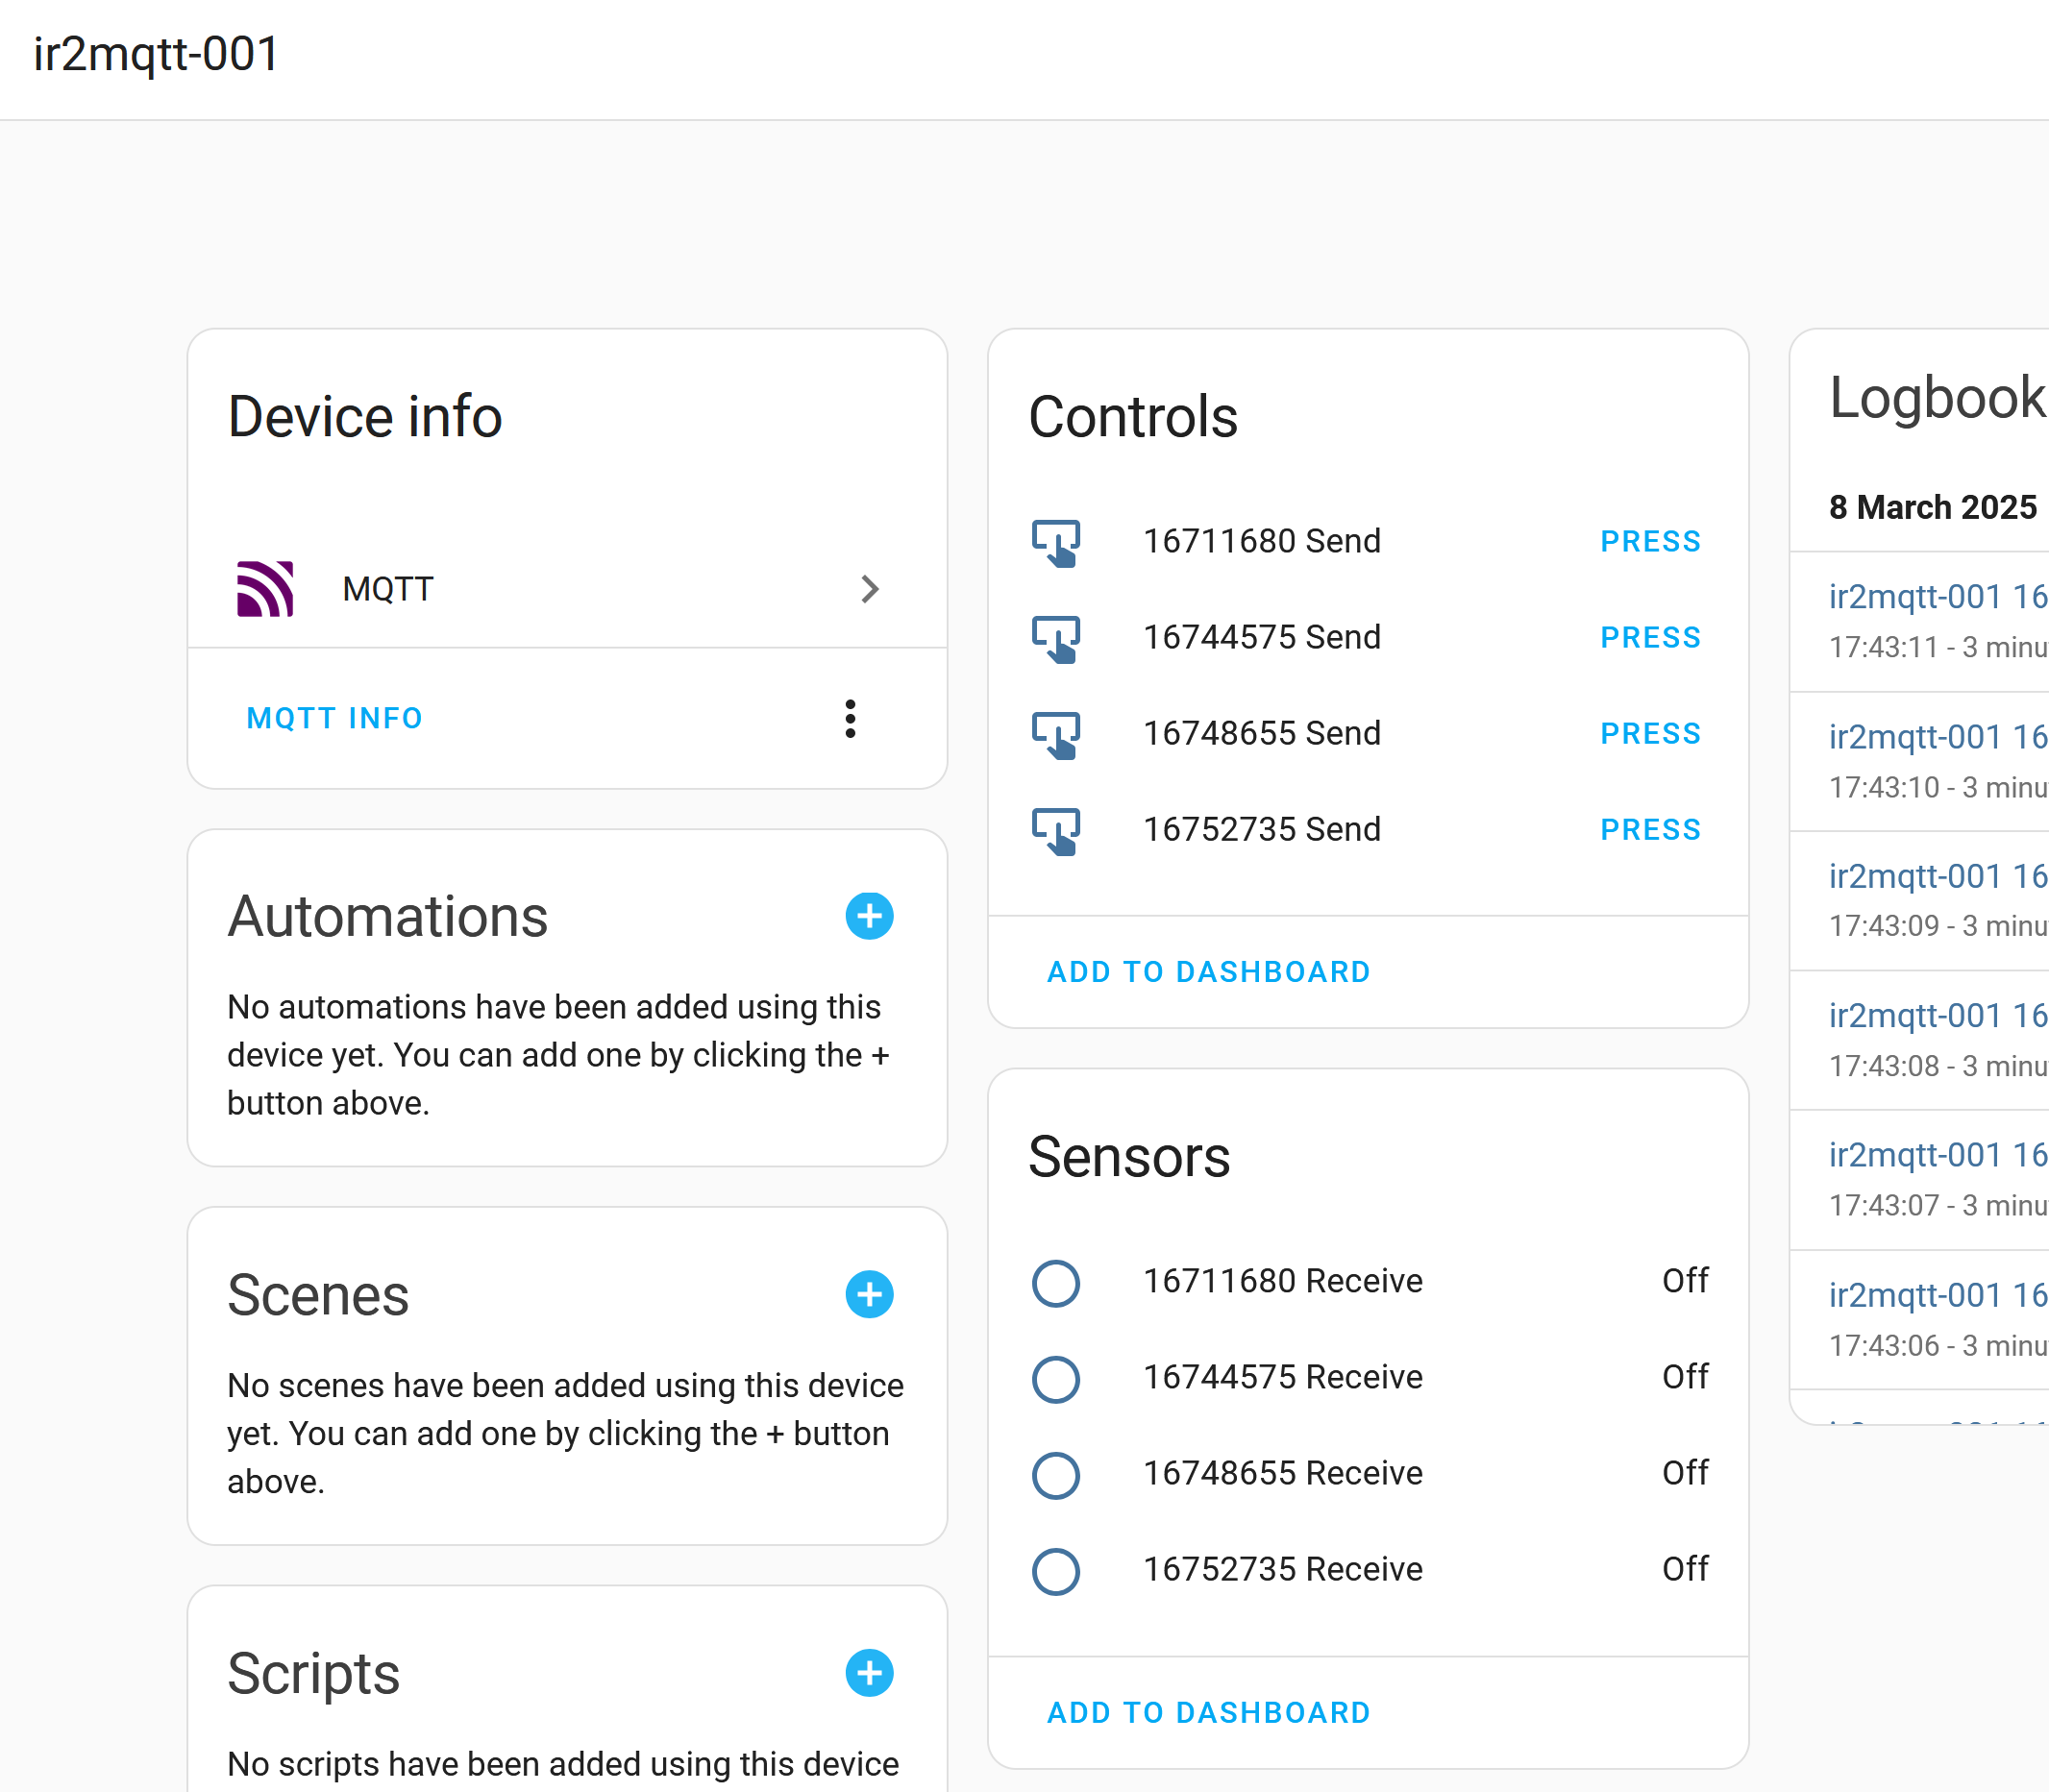 ir2mqtt-001
Device info
MQTT
MQTT INFO
Automations
No automations have been added using this
device yet. You can add one by clicking the +
button above.
Scenes
No scenes have been added using this device
yet. You can add one by clicking the + button
above.
Scripts
No scripts have been added using this device
Controls
16711680 Send PRESS
16744575 Send PRESS
16748655 Send PRESS
16752735 Send PRESS
ADD TO DASHBOARD
Sensors
16711680 Receive Off
16744575 Receive Off
16748655 Receive Off
16752735 Receive Off
ADD TO DASHBOARD
Logbook
8 March 2025
ir2mqtt-001 16
17:43:11 - 3 minu
ir2mqtt-001 16
17:43:10 - 3 minu
ir2mqtt-001 16
17:43:09 - 3 minu
ir2mqtt-001 16
17:43:08 - 3 minu
ir2mqtt-001 16
17:43:07 - 3 minu
ir2mqtt-001 16
17:43:06 - 3 minu